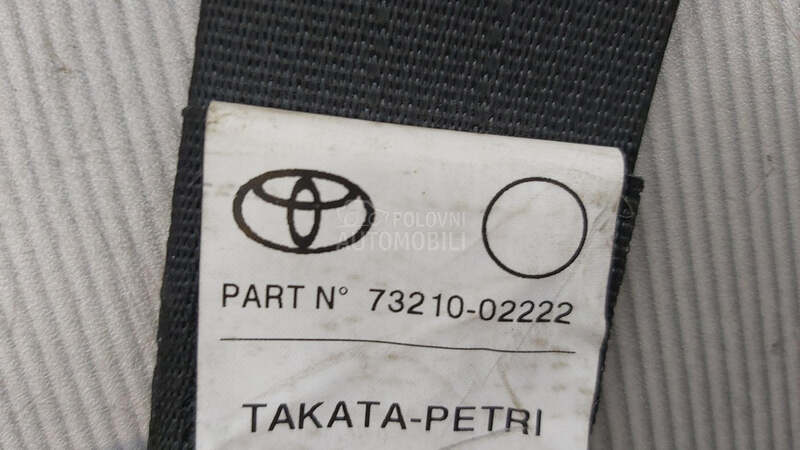 POLOVNI
AUTOMOBILI
PART N° 73210-02222
TAKATA-PETRI